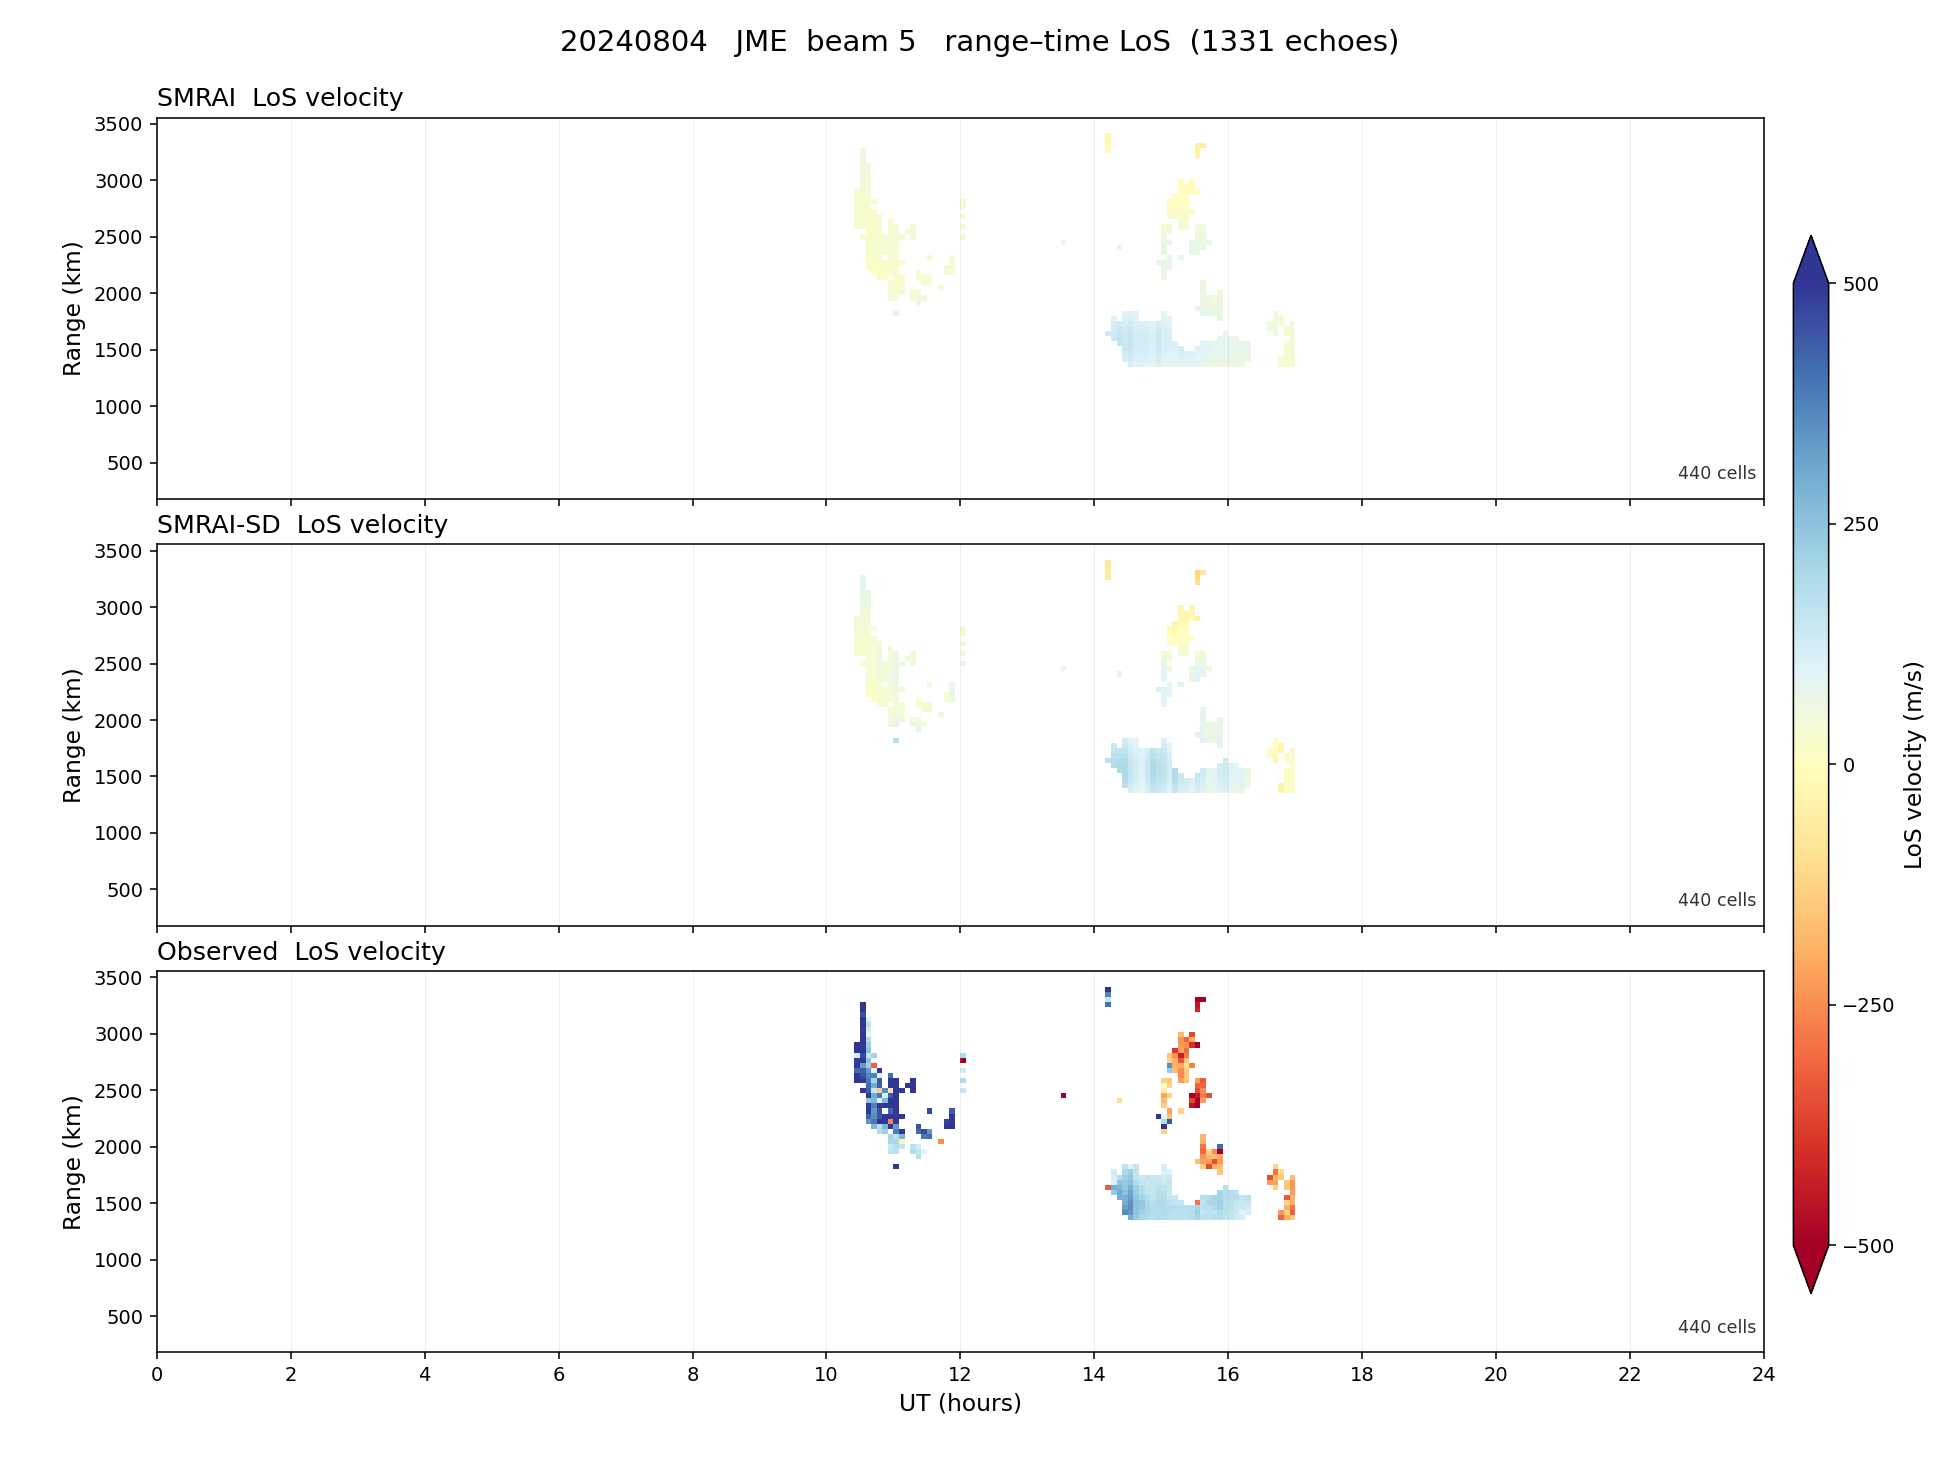 20240804   JME  beam 5   range–time LoS  (1331 echoes)
SMRAI  LoS velocity
3500
3000
2500
2000
1500
1000
500
Range (km)
440 cells
SMRAI-SD  LoS velocity
3500
3000
2500
2000
1500
1000
500
Range (km)
440 cells
Observed  LoS velocity
3500
3000
2500
2000
1500
1000
500
Range (km)
440 cells
0 2 4 6 8 10 12 14 16 18 20 22 24
UT (hours)
500
250
0
−250
−500
LoS velocity (m/s)